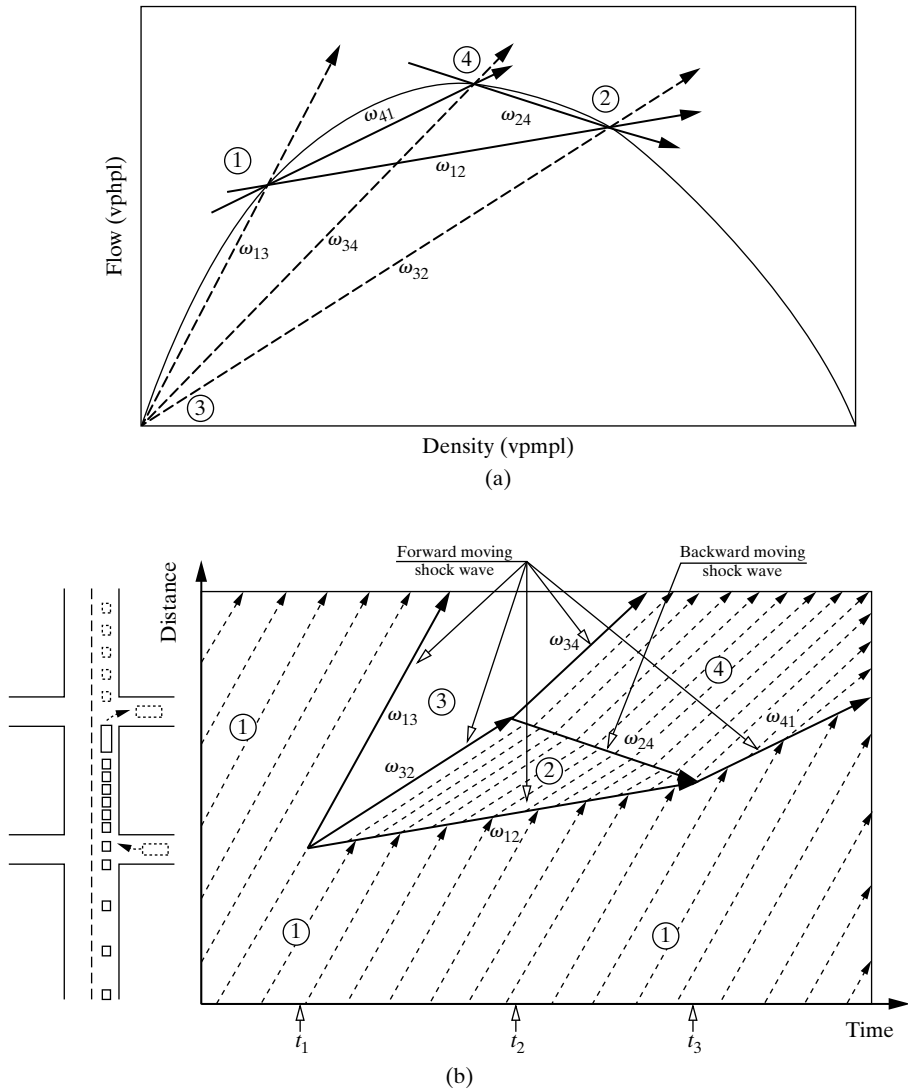 Flow (vphpl)
①
④
②
③
ω41
ω24
ω12
ω13
ω34
ω32
Density (vpmpl)
(a)
Forward moving
shock wave
Backward moving
shock wave
Distance
①
③
④
②
①
①
ω13
ω32
ω34
ω24
ω41
ω12
t1
t2
t3
Time
(b)